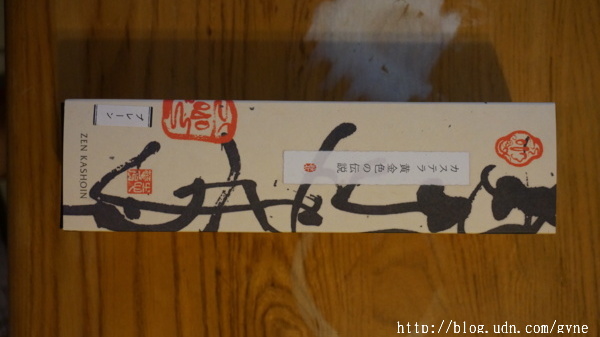 カステラ 黄金色の伝説
プレーン
ZEN KASHOIN
http://blog.udn.com/gyne